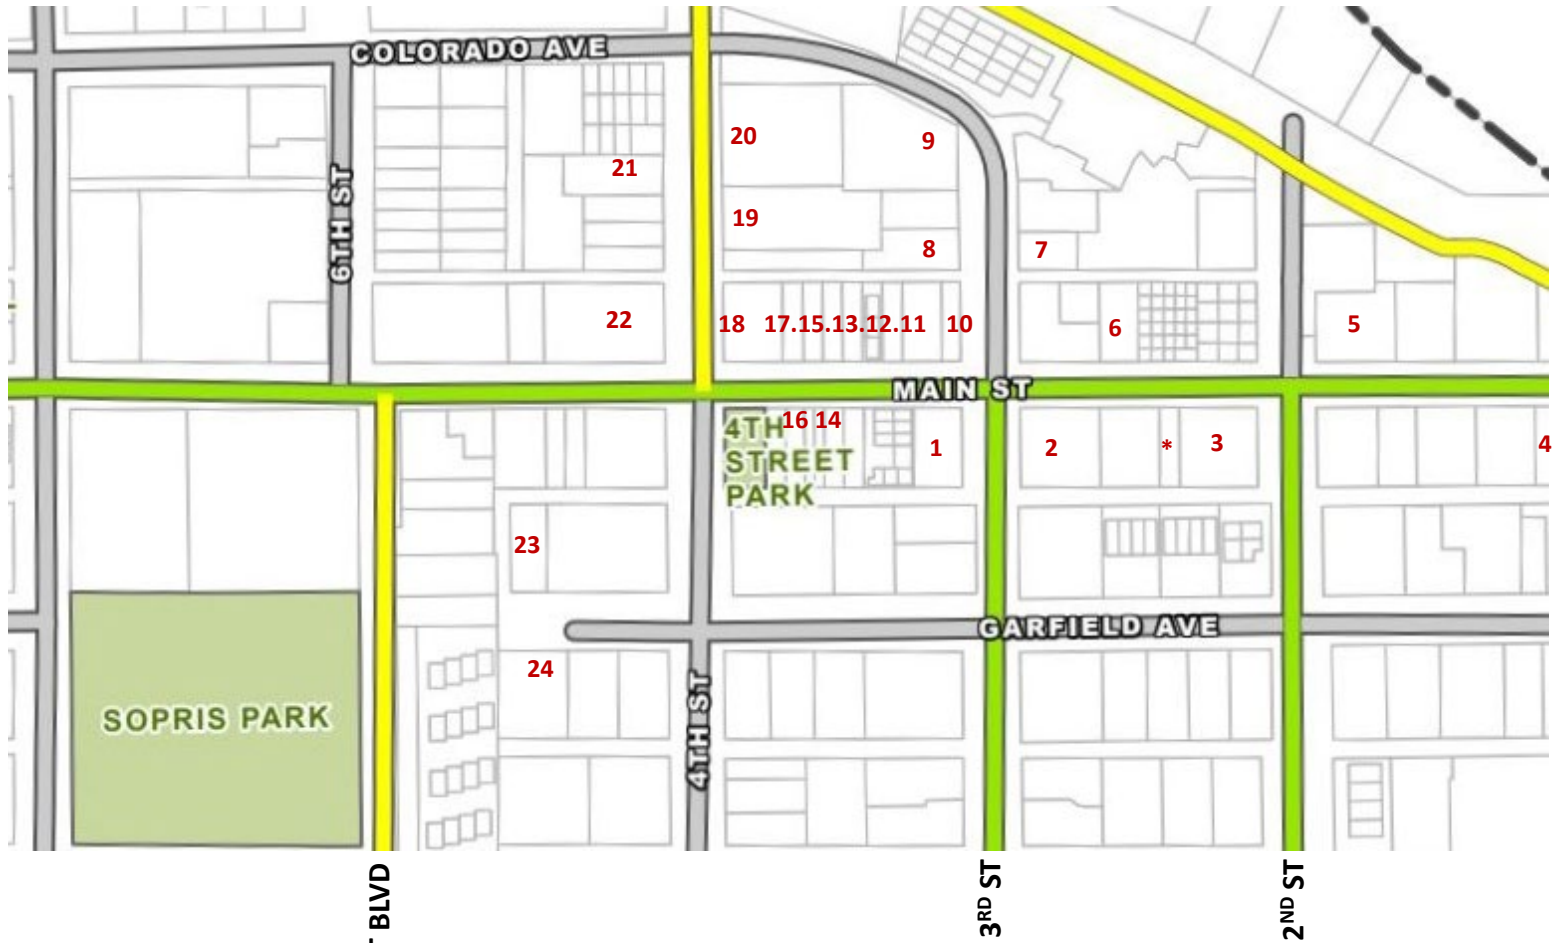 COLORADO AVE
20
9
21
6TH ST
19
8
7
22
18
17.15.13.12.11
10
6
5
MAIN ST
16 14
4TH
STREET
PARK
1
2
*
3
4
23
GARFIELD AVE
24
4TH ST
SOPRIS PARK
BLVD
3RD ST
2ND ST